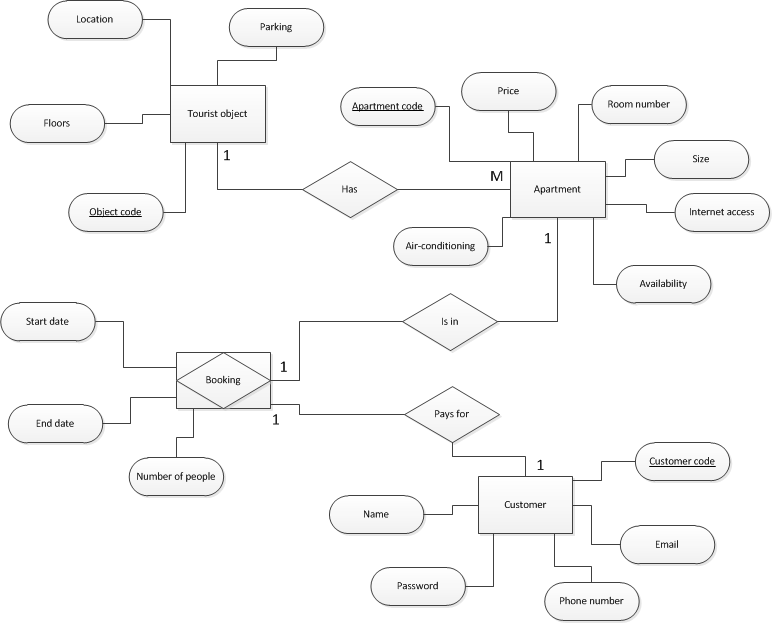 Location
Parking
Price
Apartment code
Room number
Tourist object
Floors
1
Size
M
Has
Apartment
Object code
Internet access
1
Air-conditioning
Availability
Start date
Is in
1
Booking
Pays for
End date
1
1
Customer code
Number of people
Name
Customer
Email
Password
Phone number